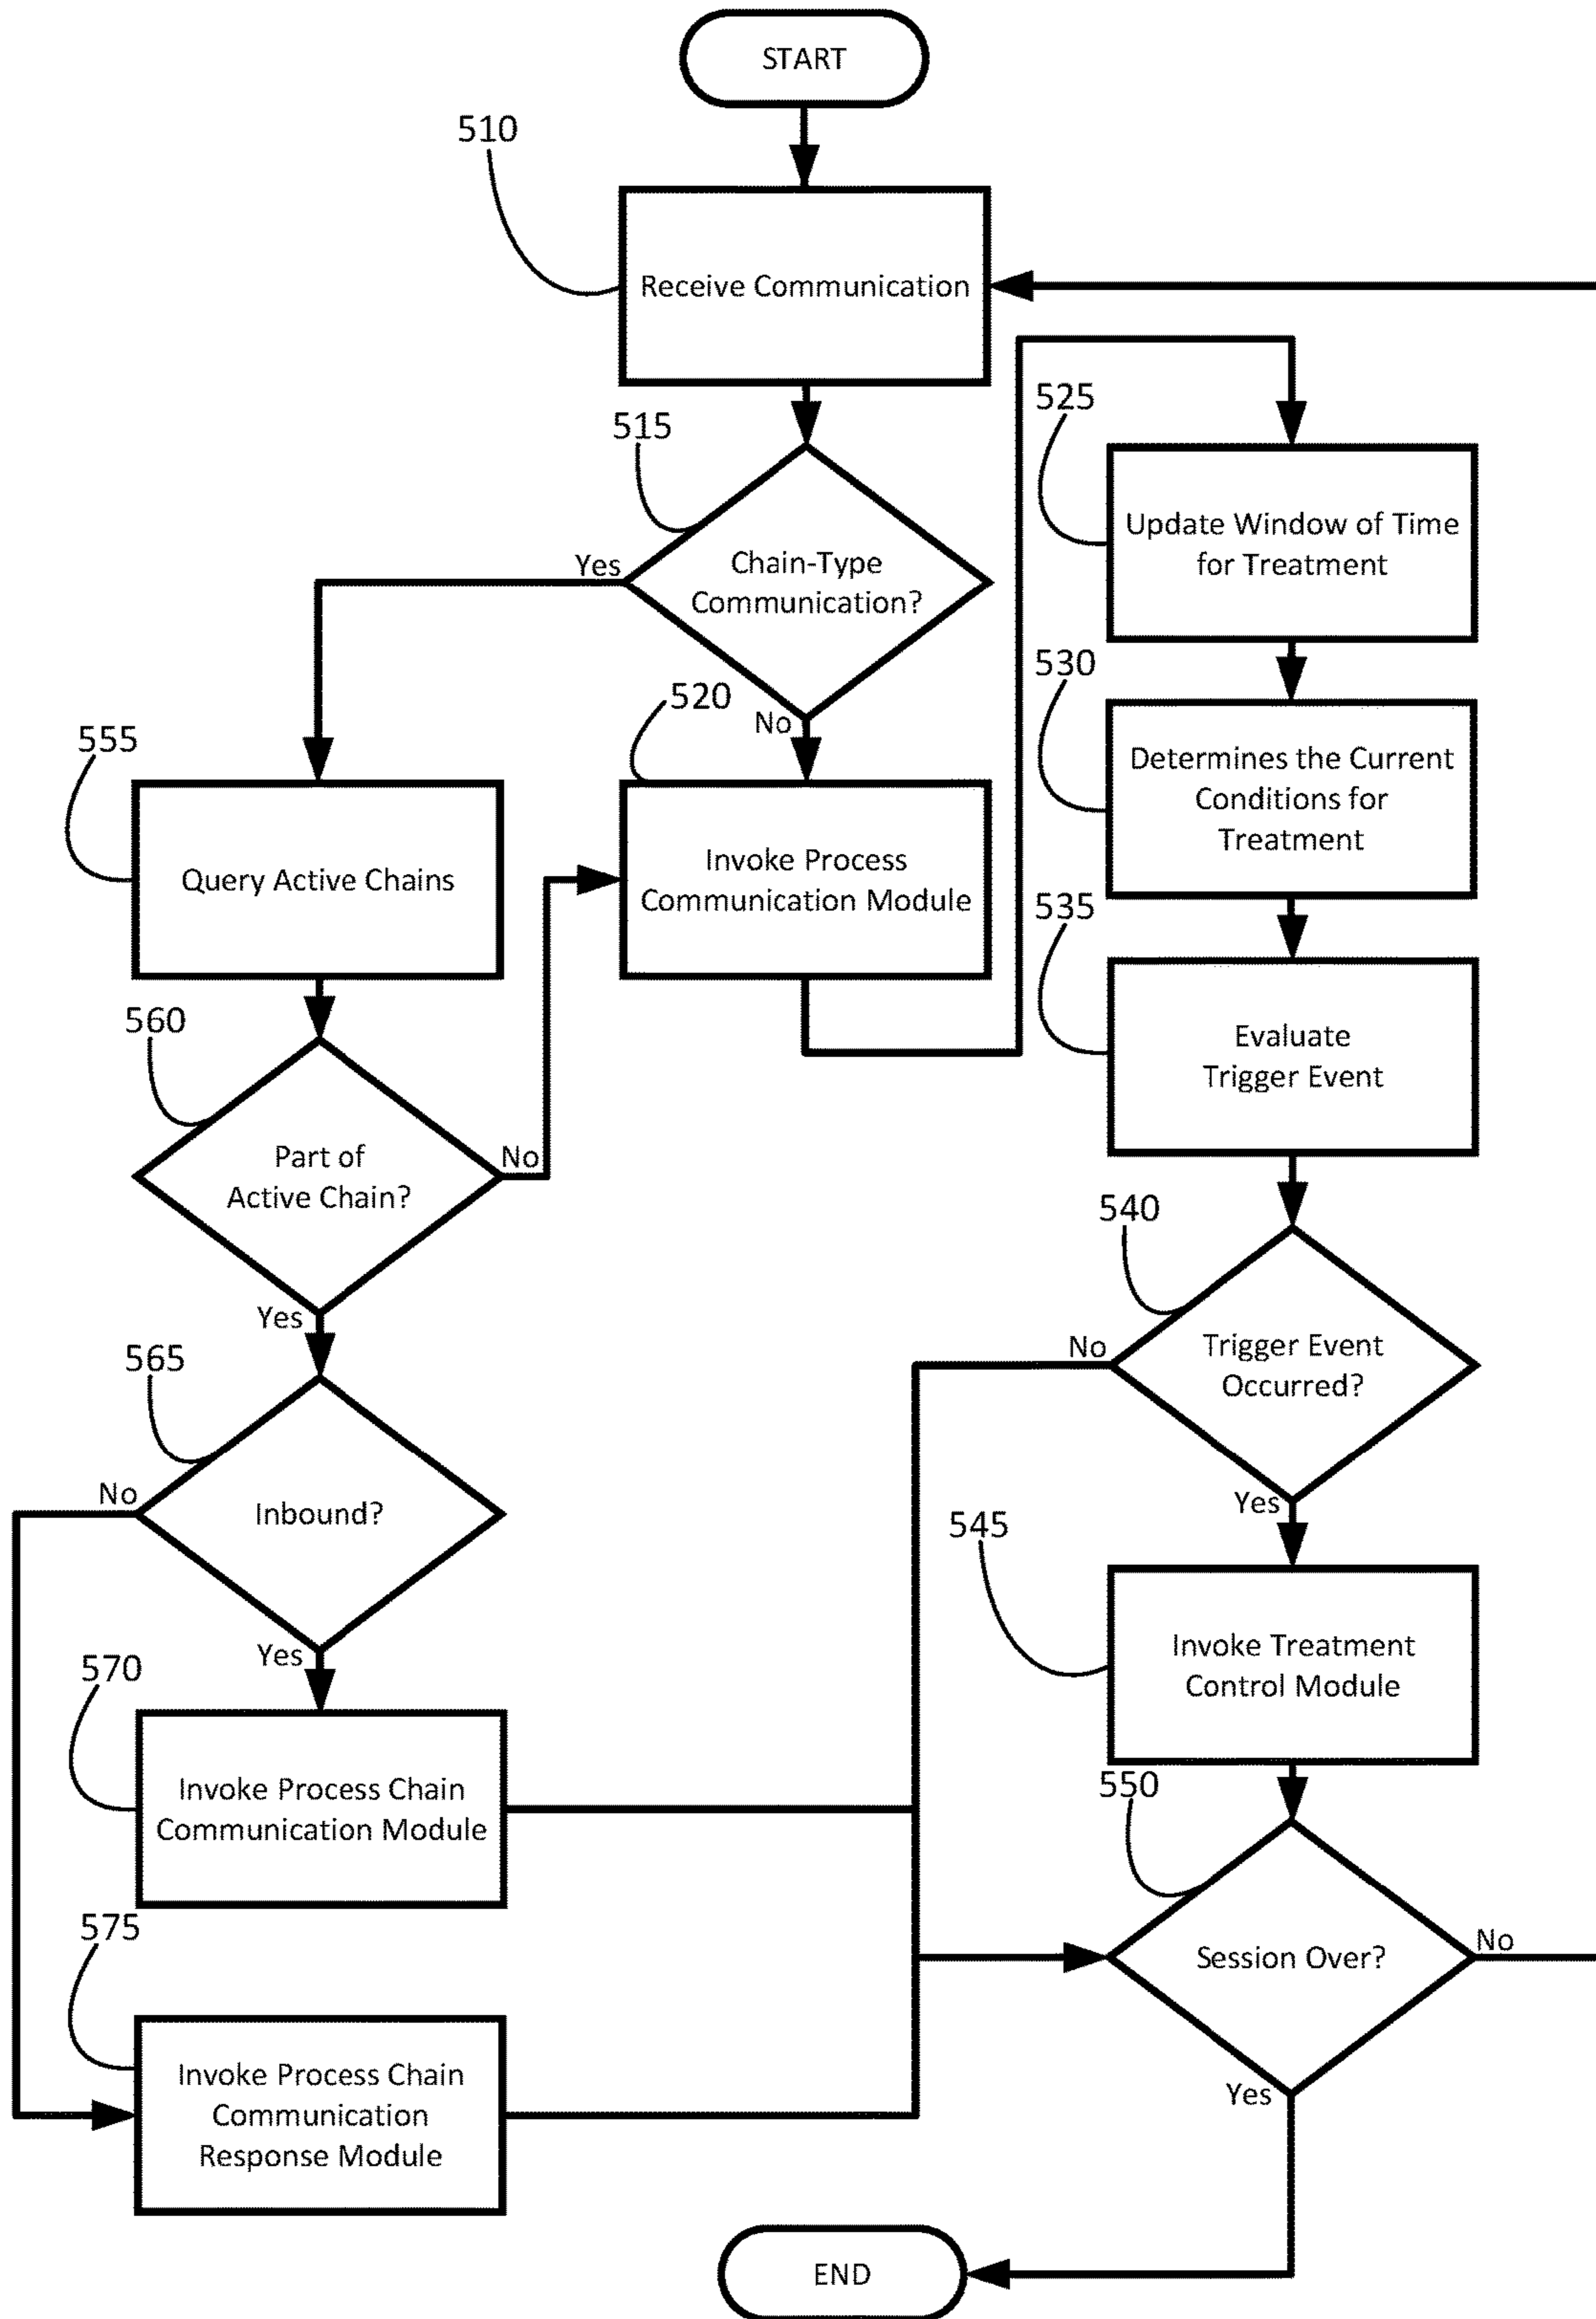 START
510
Receive Communication
515
Yes
Chain-Type
Communication?
No
520
Invoke Process
Communication Module
525
Update Window of Time
for Treatment
530
Determines the Current
Conditions for
Treatment
535
Evaluate
Trigger Event
540
No
Trigger Event
Occurred?
Yes
545
Invoke Treatment
Control Module
550
Session Over?
No
Yes
555
Query Active Chains
560
Part of
Active Chain?
No
Yes
565
No
Inbound?
Yes
570
Invoke Process Chain
Communication Module
575
Invoke Process Chain
Communication
Response Module
END